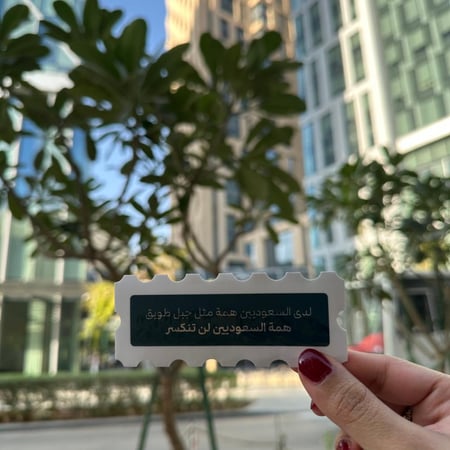 لدى السعوديين همة مثل جبل طويق
همة السعوديين لن تنكسر